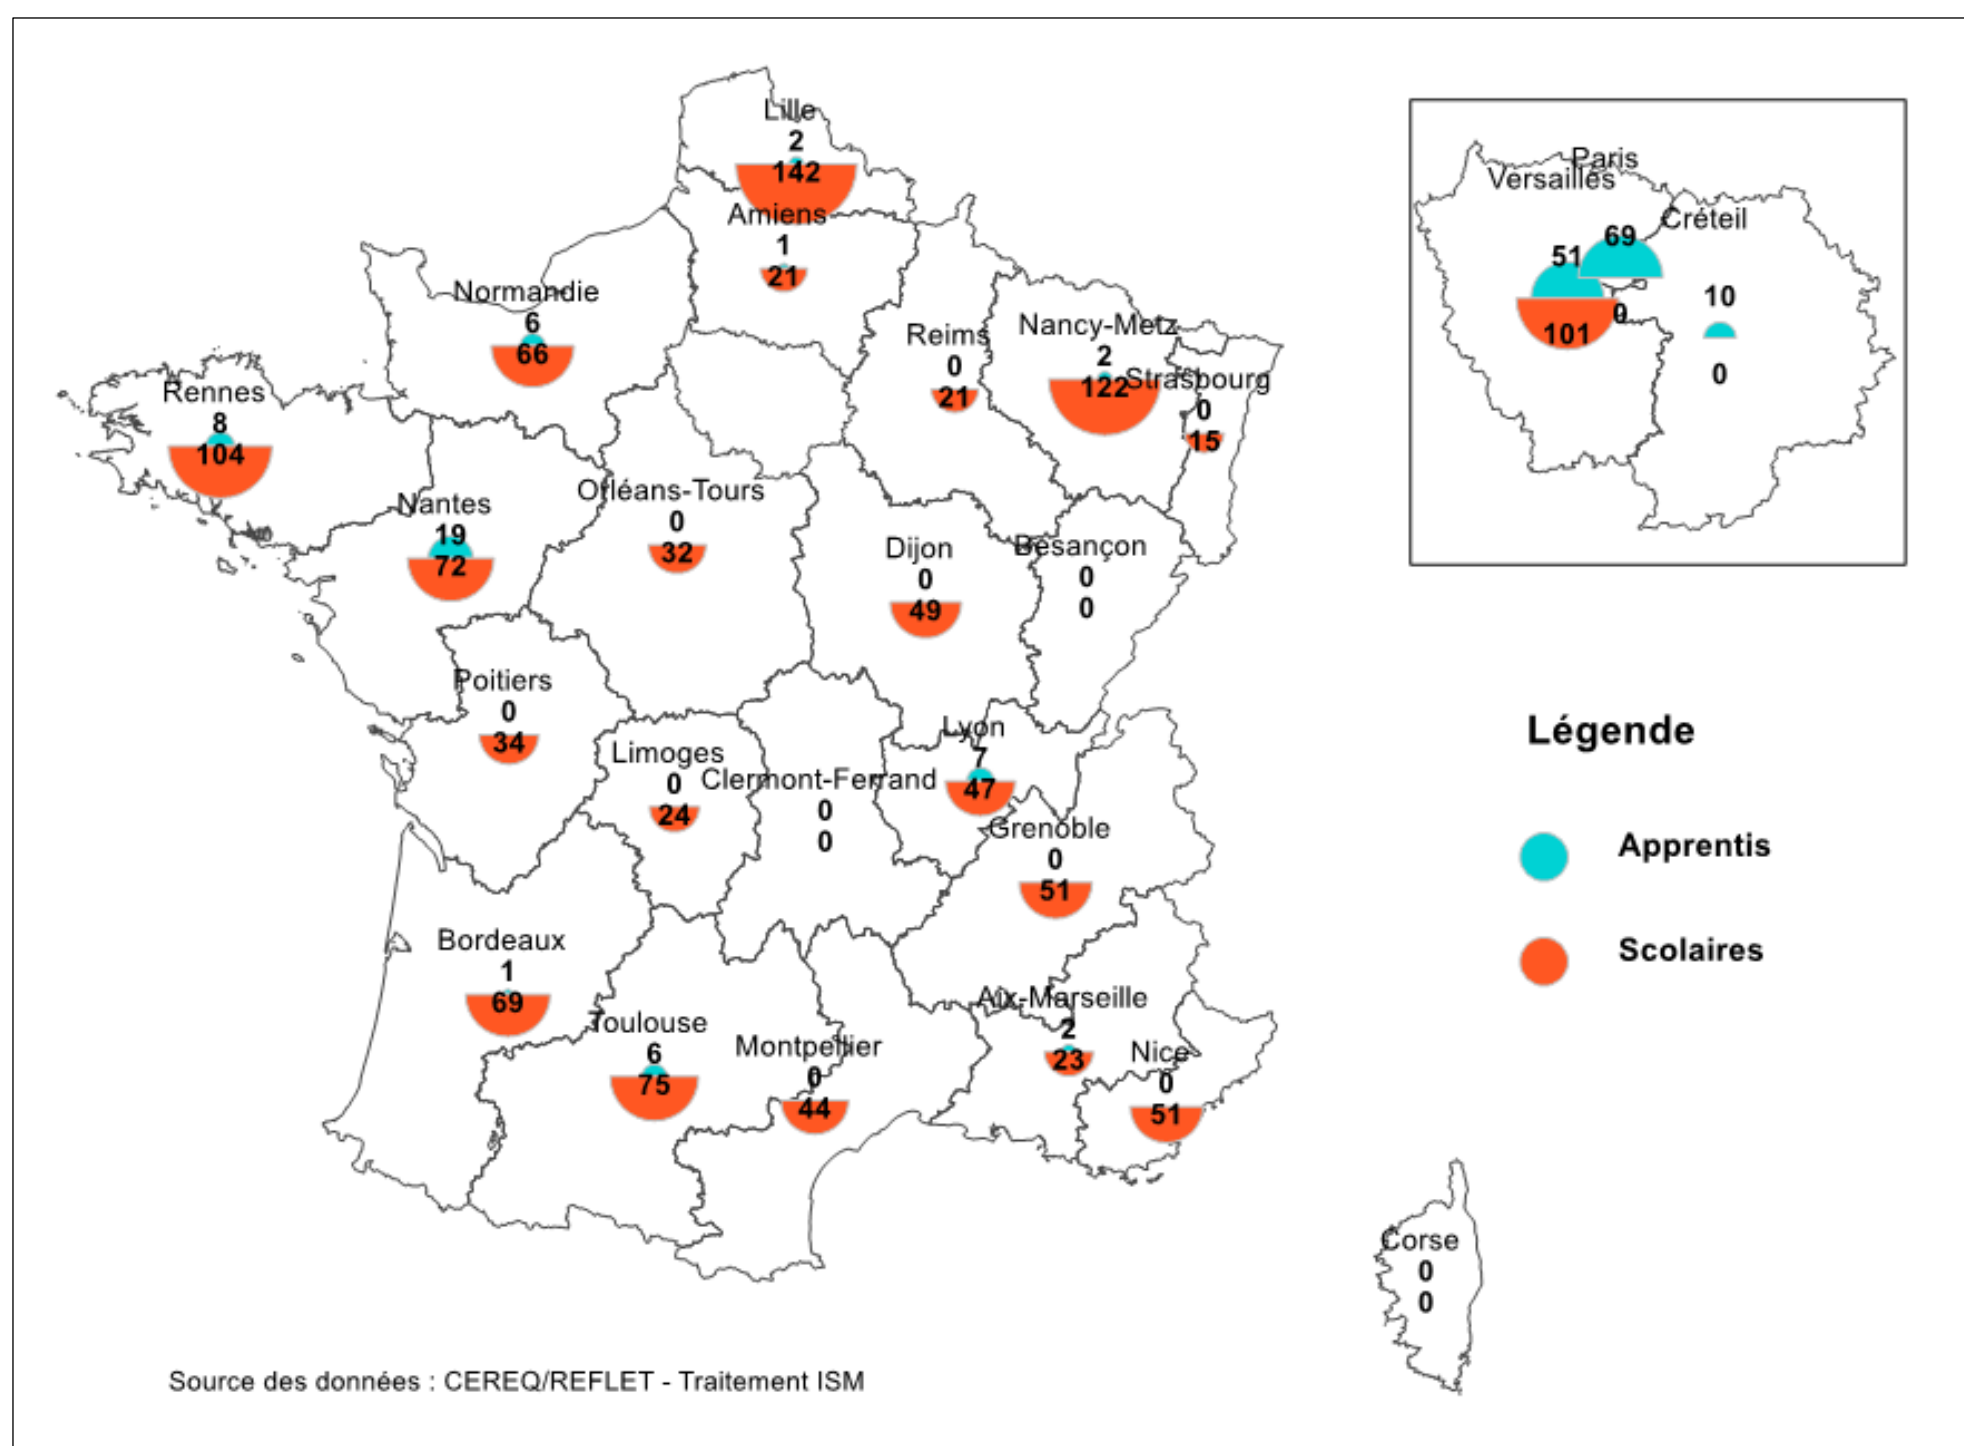 Lille
2
142
Amiens
1
21
Normandie
6
66
Reims
0
21
Nancy-Metz
2
122
Strasbourg
0
15
Rennes
8
104
Nantes
19
72
Orléans-Tours
0
32
Dijon
0
49
Besançon
0
0
Poitiers
0
34
Limoges
0
24
Clermont-Ferrand
0
0
Lyon
7
47
Grenoble
0
51
Bordeaux
1
69
Toulouse
6
75
Montpellier
0
44
Aix-Marseille
2
23
Nice
0
51
Corse
0
0
Paris
69
0
Versailles
51
101
Créteil
10
0
Légende
Apprentis
Scolaires
Source des données : CEREQ/REFLET - Traitement ISM